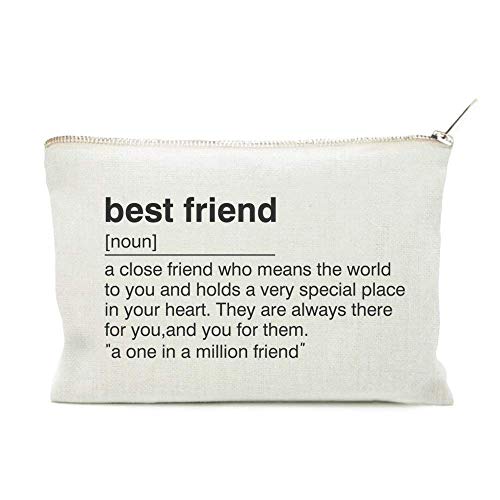 best friend
[noun]
a close friend who means the world
to you and holds a very special place
in your heart. They are always there
for you,and you for them.
"a one in a million friend"